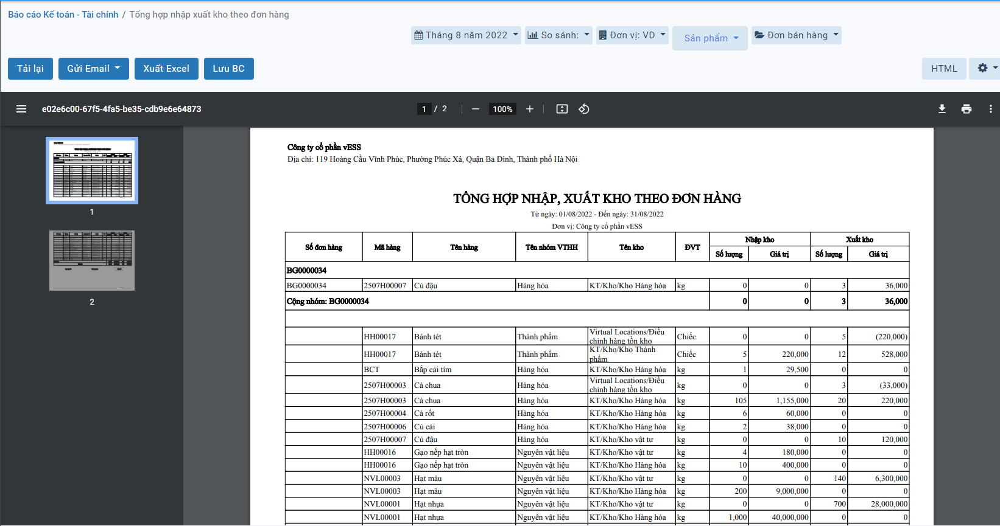 Báo cáo Kế toán - Tài chính / Tổng hợp nhập xuất kho theo đơn hàng
Tháng 8 năm 2022 So sánh: Đơn vị: VD Sản phẩm Đơn bán hàng
Tải lại Gửi Email Xuất Excel Lưu BC HTML
e02e6c00-67f5-4fa5-be35-cdb9e6e64873 1 / 2 100%
1
2
Công ty cổ phần vESS
Địa chỉ: 119 Hoàng Cầu Vĩnh Phúc, Phường Phúc Xá, Quận Ba Đình, Thành phố Hà Nội
TỔNG HỢP NHẬP, XUẤT KHO THEO ĐƠN HÀNG
Từ ngày: 01/08/2022 - Đến ngày: 31/08/2022
Đơn vị: Công ty cổ phần vESS
Số đơn hàng Mã hàng Tên hàng Tên nhóm VTHH Tên kho ĐVT Nhập kho Xuất kho
Số lượng Giá trị Số lượng Giá trị
BG0000034
BG0000034 2507H00007 Củ đậu Hàng hóa KT/Kho/Kho Hàng hóa kg 0 0 3 36,000
Cộng nhóm: BG0000034 0 0 3 36,000
HH00017 Bánh tét Thành phẩm Virtual Locations/Điều chỉnh hàng tồn kho Chiếc 0 0 5 (220,000)
HH00017 Bánh tét Thành phẩm KT/Kho/Kho Thành phẩm Chiếc 5 220,000 12 528,000
BCT Bắp cải tím Hàng hóa KT/Kho/Kho Hàng hóa kg 1 29,500 0 0
2507H00003 Cà chua Hàng hóa Virtual Locations/Điều chỉnh hàng tồn kho kg 0 0 3 (33,000)
2507H00003 Cà chua Hàng hóa KT/Kho/Kho Hàng hóa kg 105 1,155,000 20 220,000
2507H00004 Cà rốt Hàng hóa KT/Kho/Kho Hàng hóa kg 6 60,000 0 0
2507H00006 Củ cải Hàng hóa KT/Kho/Kho Hàng hóa kg 2 38,000 0 0
2507H00007 Củ đậu Hàng hóa KT/Kho/Kho vật tư kg 0 0 10 120,000
HH00016 Gạo nếp hạt tròn Nguyên vật liệu KT/Kho/Kho vật tư kg 4 180,000 0 0
HH00016 Gạo nếp hạt tròn Nguyên vật liệu KT/Kho/Kho Hàng hóa kg 10 400,000 0 0
NVL00003 Hạt màu Nguyên vật liệu KT/Kho/Kho vật tư kg 0 0 140 6,300,000
NVL00003 Hạt màu Nguyên vật liệu KT/Kho/Kho Hàng hóa kg 200 9,000,000 0 0
NVL00001 Hạt nhựa Nguyên vật liệu KT/Kho/Kho vật tư kg 0 0 700 28,000,000
NVL00001 Hạt nhựa Nguyên vật liệu KT/Kho/Kho Hàng hóa kg 1,000 40,000,000 0 0